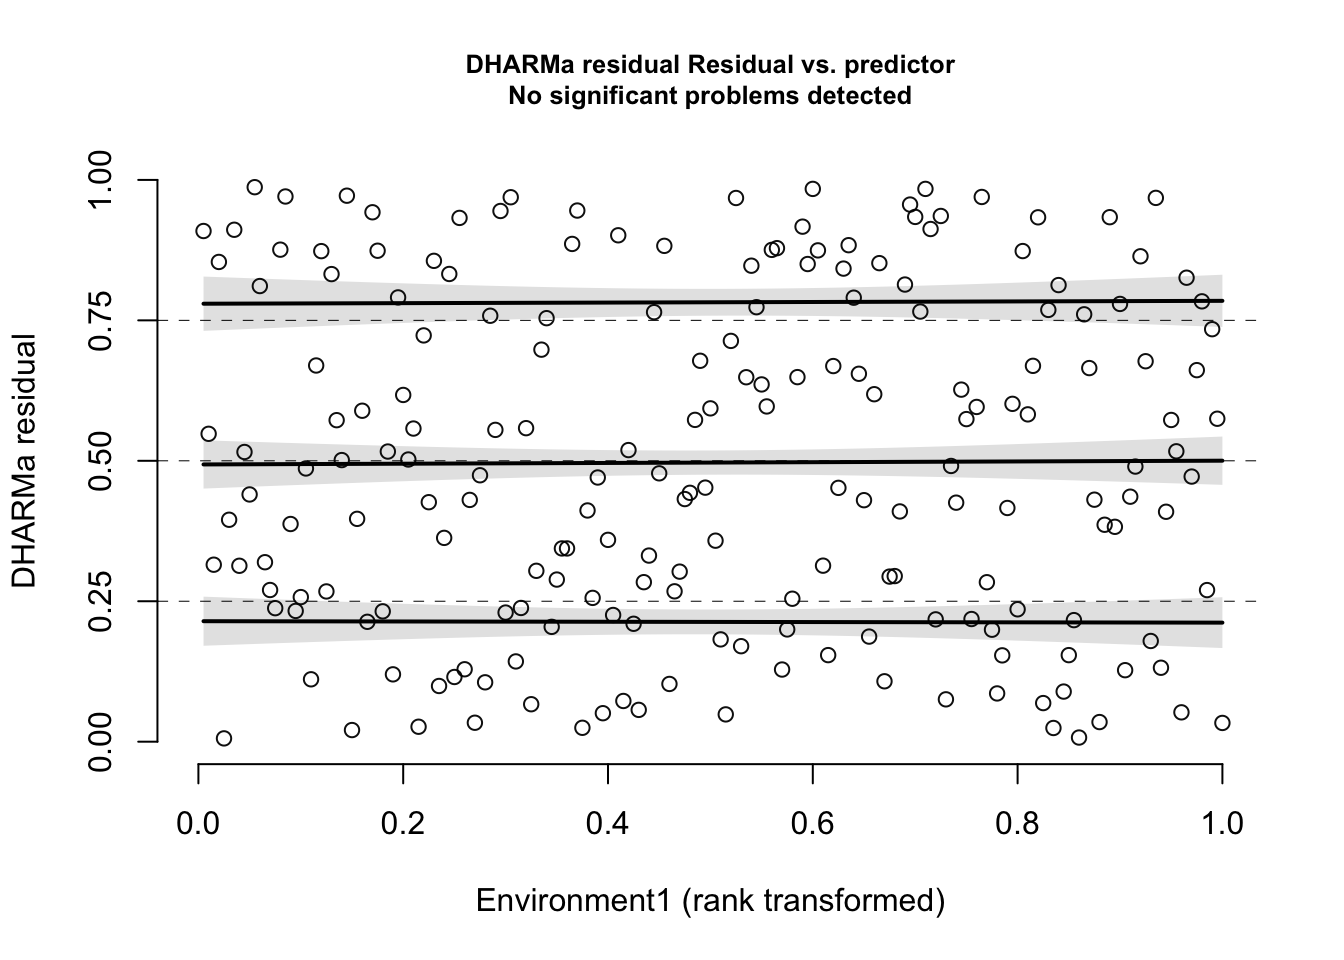 DHARMa residual Residual vs. predictor
No significant problems detected
DHARMa residual
1.00
0.75
0.50
0.25
0.00
0.0 0.2 0.4 0.6 0.8 1.0
Environment1 (rank transformed)